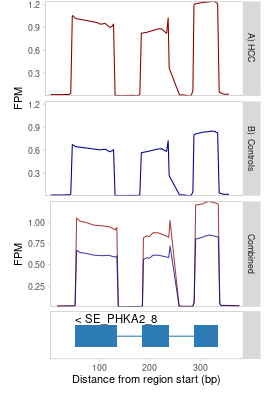 1.2
0.9
0.6
0.3
A) HCC
FPM
1.2
0.9
0.6
0.3
B) Controls
1.00
0.75
0.50
0.25
FPM
Combined
< SE_PHKA2_8
100
200
300
Distance from region start (bp)